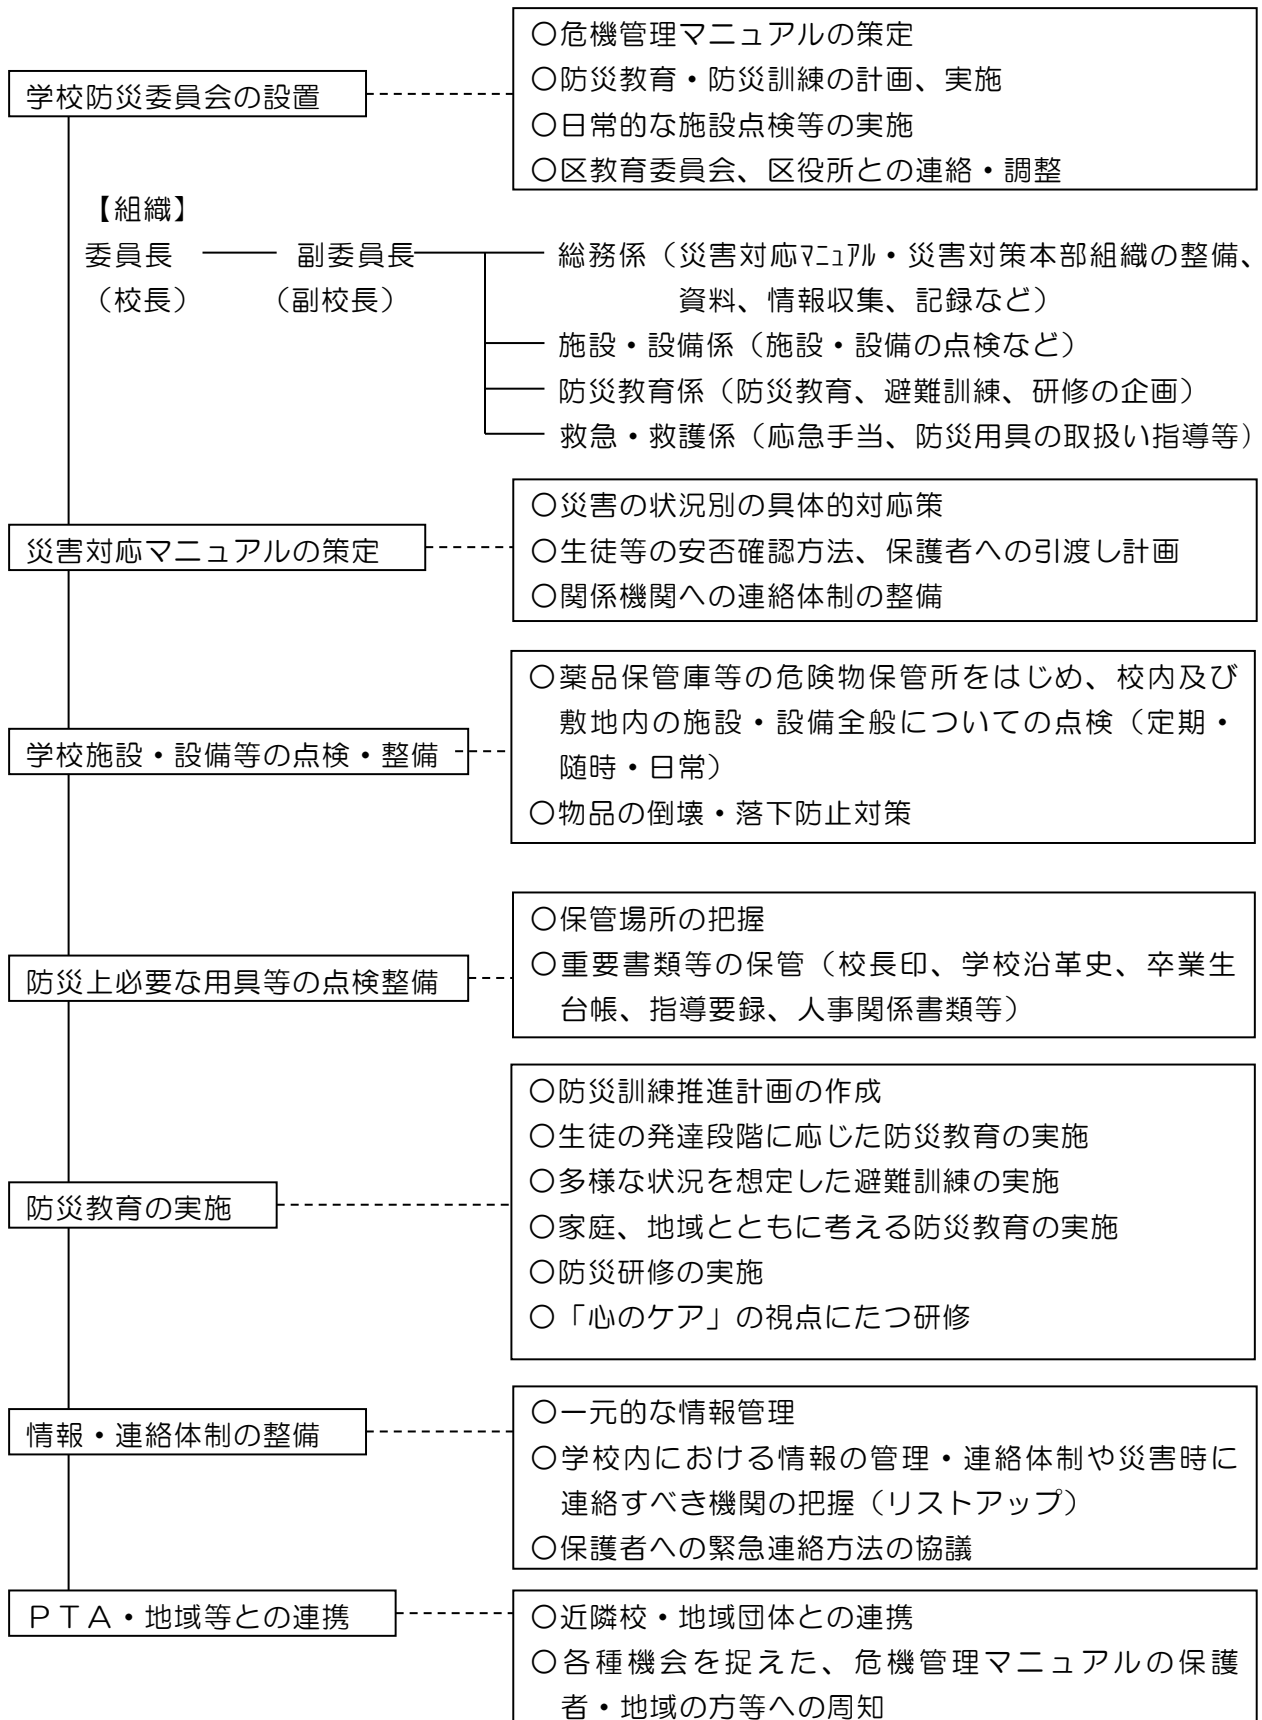 学校防災委員会の設置
〇危機管理マニュアルの策定
〇防災教育・防災訓練の計画、実施
〇日常的な施設点検等の実施
〇区教育委員会、区役所との連絡・調整
【組織】
委員長　副委員長　総務係（災害対応ﾏﾆｭｱﾙ・災害対策本部組織の整備、
（校長）　（副校長）　資料、情報収集、記録など）
施設・設備係（施設・設備の点検など）
防災教育係（防災教育、避難訓練、研修の企画）
救急・救護係（応急手当、防災用具の取扱い指導等）
災害対応マニュアルの策定
〇災害の状況別の具体的対応策
〇生徒等の安否確認方法、保護者への引渡し計画
〇関係機関への連絡体制の整備
学校施設・設備等の点検・整備
〇薬品保管庫等の危険物保管所をはじめ、校内及び
敷地内の施設・設備全般についての点検（定期・
随時・日常）
〇物品の倒壊・落下防止対策
防災上必要な用具等の点検整備
〇保管場所の把握
〇重要書類等の保管（校長印、学校沿革史、卒業生
台帳、指導要録、人事関係書類等）
防災教育の実施
〇防災訓練推進計画の作成
〇生徒の発達段階に応じた防災教育の実施
〇多様な状況を想定した避難訓練の実施
〇家庭、地域とともに考える防災教育の実施
〇防災研修の実施
〇「心のケア」の視点にたつ研修
情報・連絡体制の整備
〇一元的な情報管理
〇学校内における情報の管理・連絡体制や災害時に
連絡すべき機関の把握（リストアップ）
〇保護者への緊急連絡方法の協議
ＰＴＡ・地域等との連携
〇近隣校・地域団体との連携
〇各種機会を捉えた、危機管理マニュアルの保護
者・地域の方等への周知